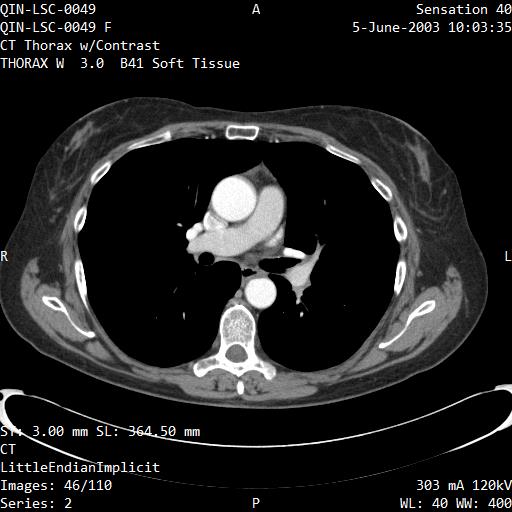 QIN-LSC-0049 A Sensation 40
QIN-LSC-0049 F 5-June-2003 10:03:35
CT Thorax w/Contrast
THORAX W 3.0 B41 Soft Tissue
R L
ST: 3.00 mm SL: 364.50 mm
CT
LittleEndianImplicit
Images: 46/110 303 mA 120kV
Series: 2 P WL: 40 WW: 400